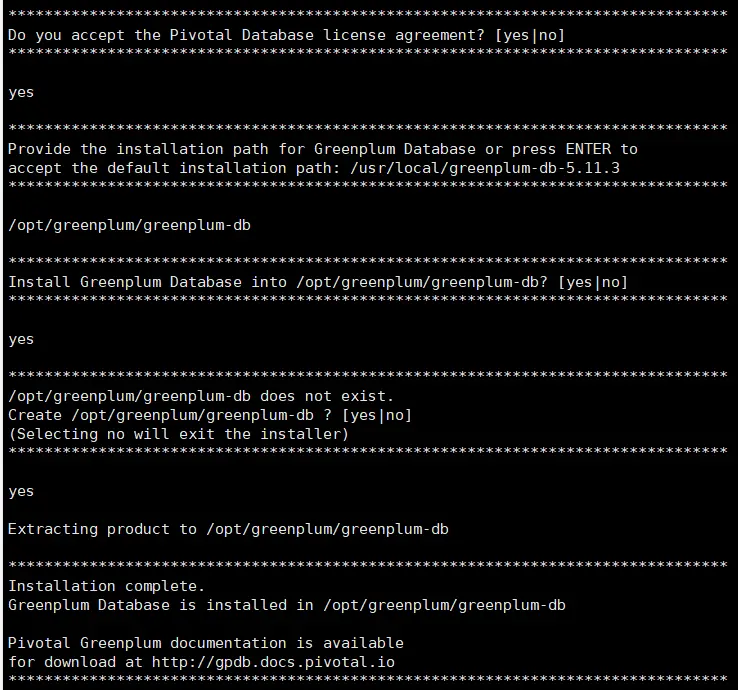 ********************************************************************************
Do you accept the Pivotal Database license agreement? [yes|no]
********************************************************************************
yes
********************************************************************************
Provide the installation path for Greenplum Database or press ENTER to
accept the default installation path: /usr/local/greenplum-db-5.11.3
********************************************************************************
/opt/greenplum/greenplum-db
********************************************************************************
Install Greenplum Database into /opt/greenplum/greenplum-db? [yes|no]
********************************************************************************
yes
********************************************************************************
/opt/greenplum/greenplum-db does not exist.
Create /opt/greenplum/greenplum-db ? [yes|no]
(Selecting no will exit the installer)
********************************************************************************
yes
Extracting product to /opt/greenplum/greenplum-db
********************************************************************************
Installation complete.
Greenplum Database is installed in /opt/greenplum/greenplum-db
Pivotal Greenplum documentation is available
for download at http://gpdb.docs.pivotal.io
********************************************************************************